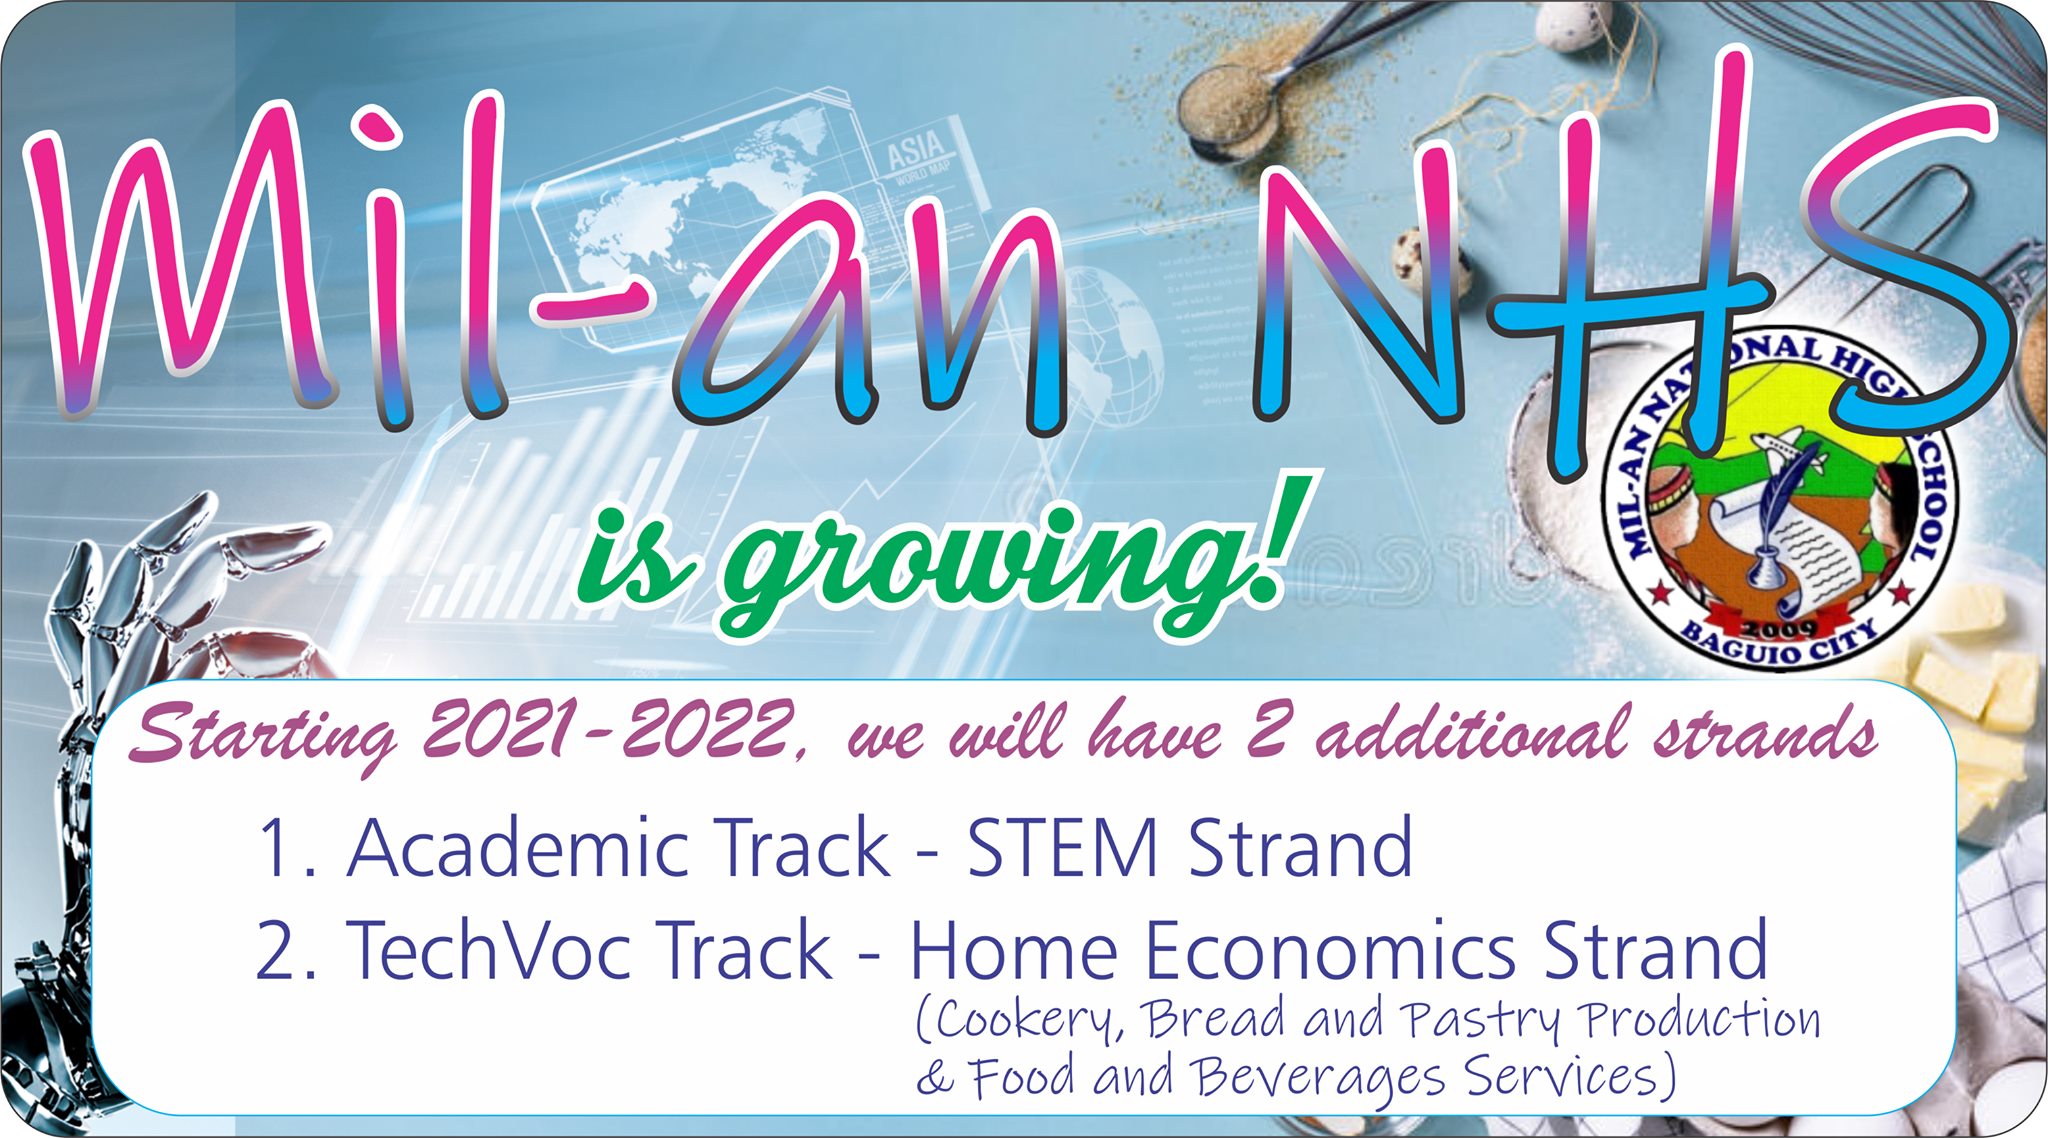 Mil-an NHS
ASIA
WORLD MAP
is growing!
MIL-AN NATIONAL HIGH SCHOOL
2009
BAGUIO CITY
Starting 2021-2022, we will have 2 additional strands
1. Academic Track - STEM Strand
2. TechVoc Track - Home Economics Strand
(Cookery, Bread and Pastry Production
& Food and Beverages Services)